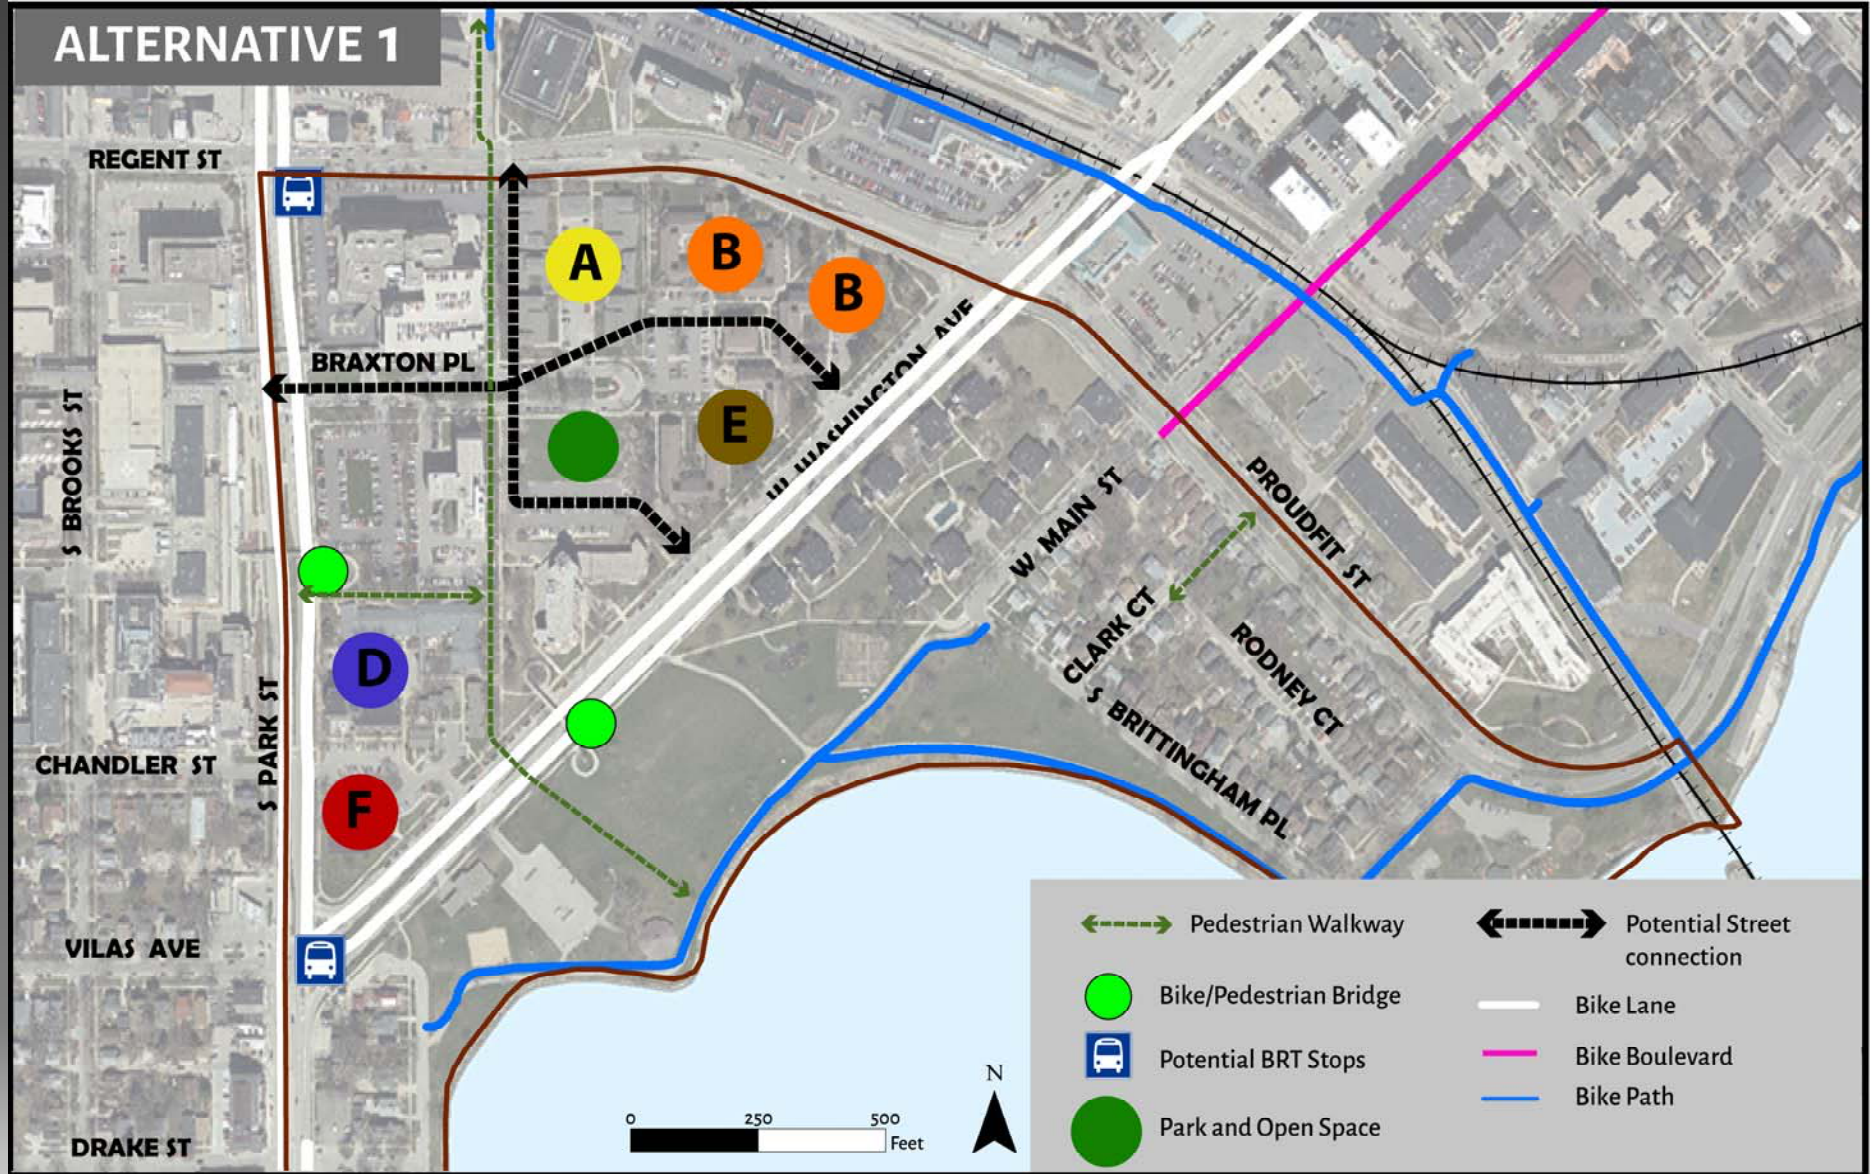 ALTERNATIVE 1
REGENT ST
A
B
B
BRAXTON PL
W WASHINGTON AVE
S BROOKS ST
E
PROUDFIT ST
W MAIN ST
CLARK CT
RODNEY CT
D
S PARK ST
S BRITTINGHAM PL
CHANDLER ST
F
VILAS AVE
DRAKE ST
0 250 500
Feet
N
Pedestrian Walkway
Bike/Pedestrian Bridge
Potential BRT Stops
Park and Open Space
Potential Street
connection
Bike Lane
Bike Boulevard
Bike Path